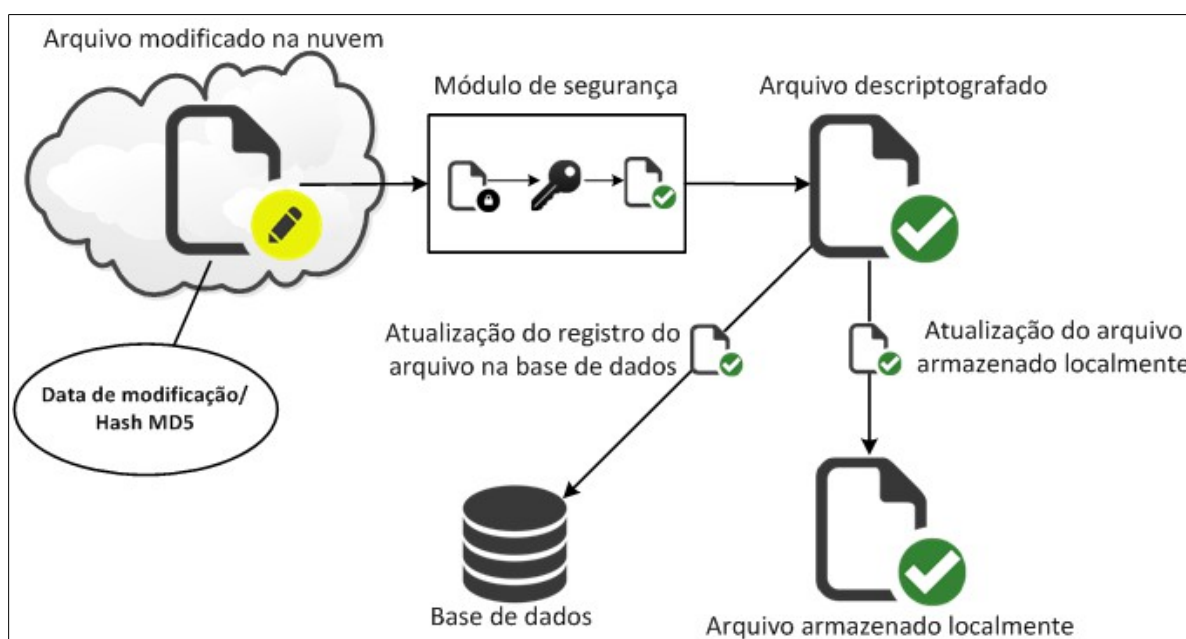 Arquivo modificado na nuvem
Módulo de segurança
Arquivo descriptografado
Atualização do registro do
arquivo na base de dados
Atualização do arquivo
armazenado localmente
Data de modificação/
Hash MD5
Base de dados
Arquivo armazenado localmente